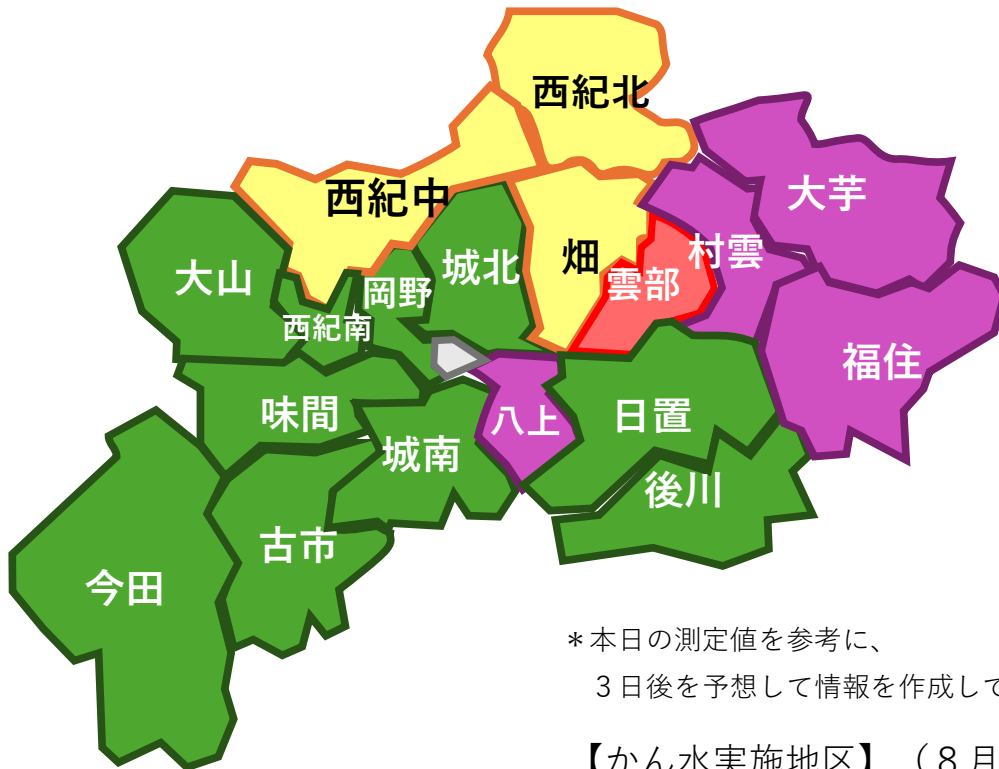 西紀北
大芋
西紀中
村雲
畑
城北
雲部
大山
岡野
西紀南
福住
味間
八上
日置
城南
後川
古市
今田
＊本日の測定値を参考に、
３日後を予想して情報を作成して
【かん水実施地区】（８月